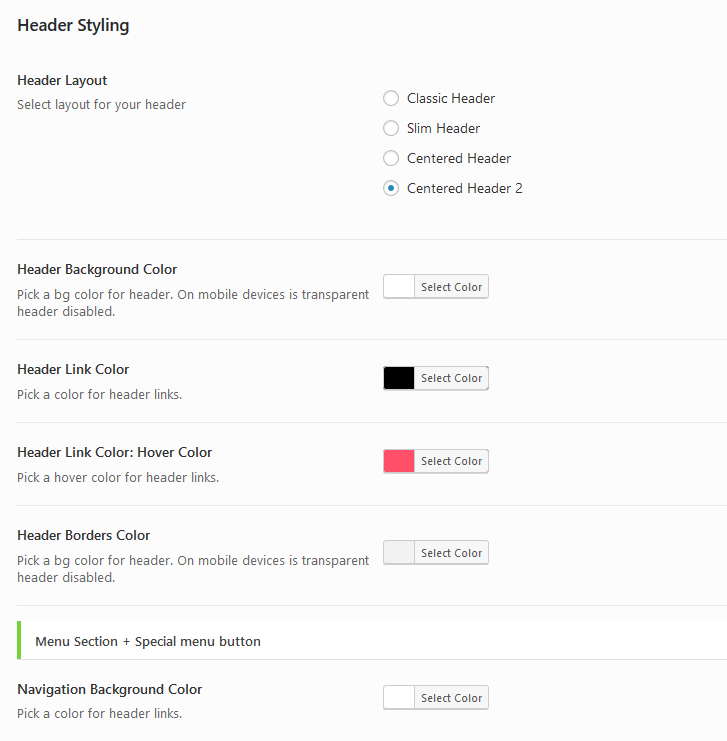 Header Styling
Header Layout
Select layout for your header
Classic Header
Slim Header
Centered Header
Centered Header 2
Header Background Color
Pick a bg color for header. On mobile devices is transparent
header disabled.
Select Color
Header Link Color
Pick a color for header links.
Select Color
Header Link Color: Hover Color
Pick a hover color for header links.
Select Color
Header Borders Color
Pick a bg color for header. On mobile devices is transparent
header disabled.
Select Color
Menu Section + Special menu button
Navigation Background Color
Pick a color for header links.
Select Color